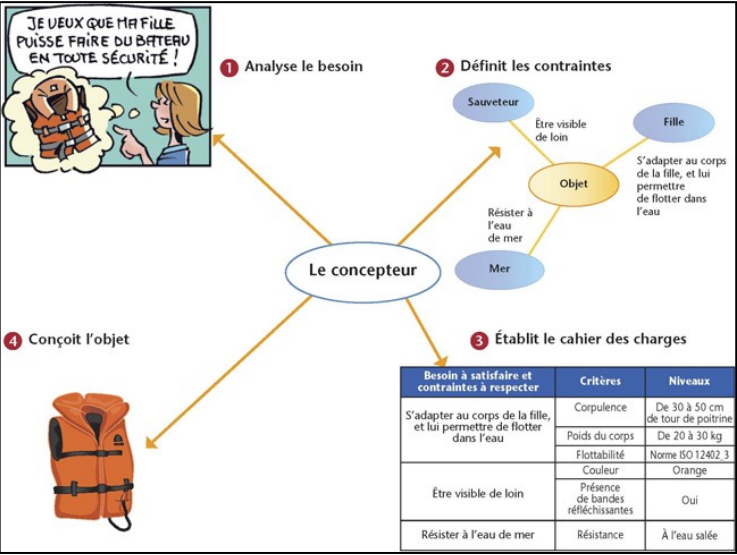 JE VEUX QUE MA FILLE
PUISSE FAIRE DU BATEAU
EN TOUTE SÉCURITÉ !
1 Analyse le besoin
2 Définit les contraintes
Sauveteur
Être visible
de loin
Fille
S'adapter au corps
de la fille, et lui
permettre
de flotter dans
l'eau
Objet
Résister à
l'eau
de mer
Mer
Le concepteur
4 Conçoit l'objet
3 Établit le cahier des charges
Besoin à satisfaire et
contraintes à respecter
Critères
Niveaux
S'adapter au corps de la fille,
et lui permettre de flotter
dans l'eau
Corpulence
De 30 à 50 cm
de tour de poitrine
Poids du corps
De 20 à 30 kg
Flottabilité
Norme ISO 12402_3
Être visible de loin
Couleur
Orange
Présence
de bandes
réfléchissantes
Oui
Résister à l'eau de mer
Résistance
À l'eau salée